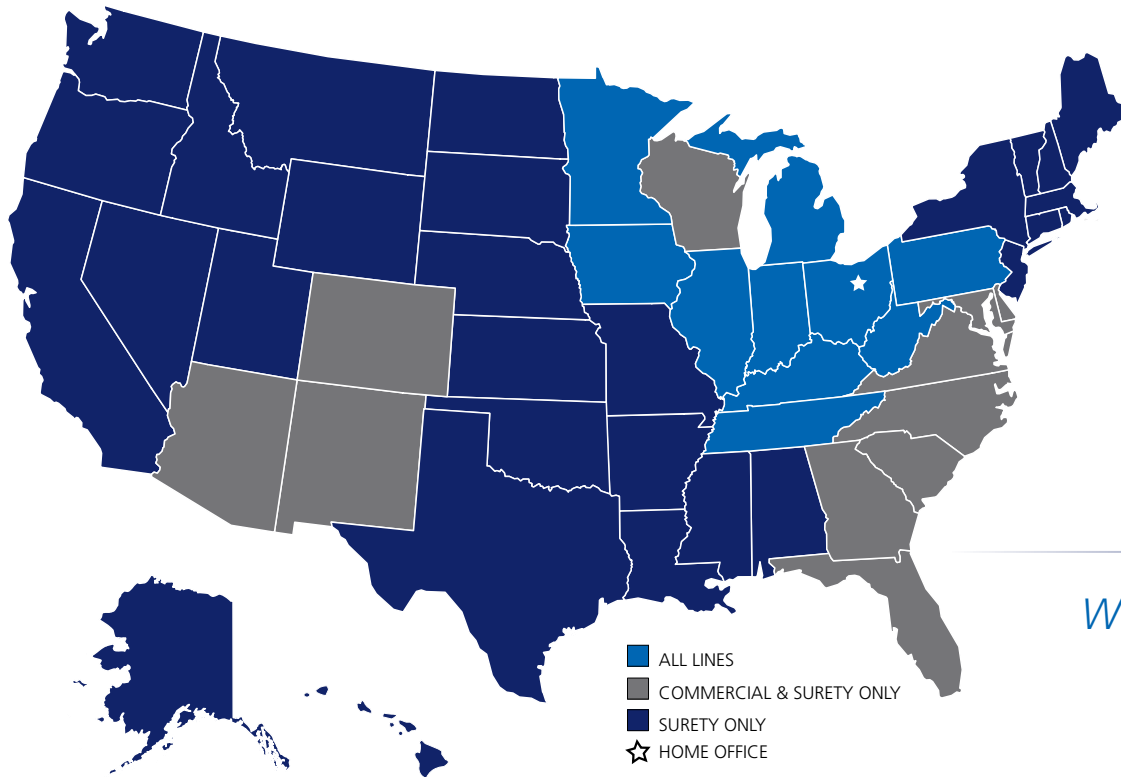 W
ALL LINES
COMMERCIAL & SURETY ONLY
SURETY ONLY
HOME OFFICE